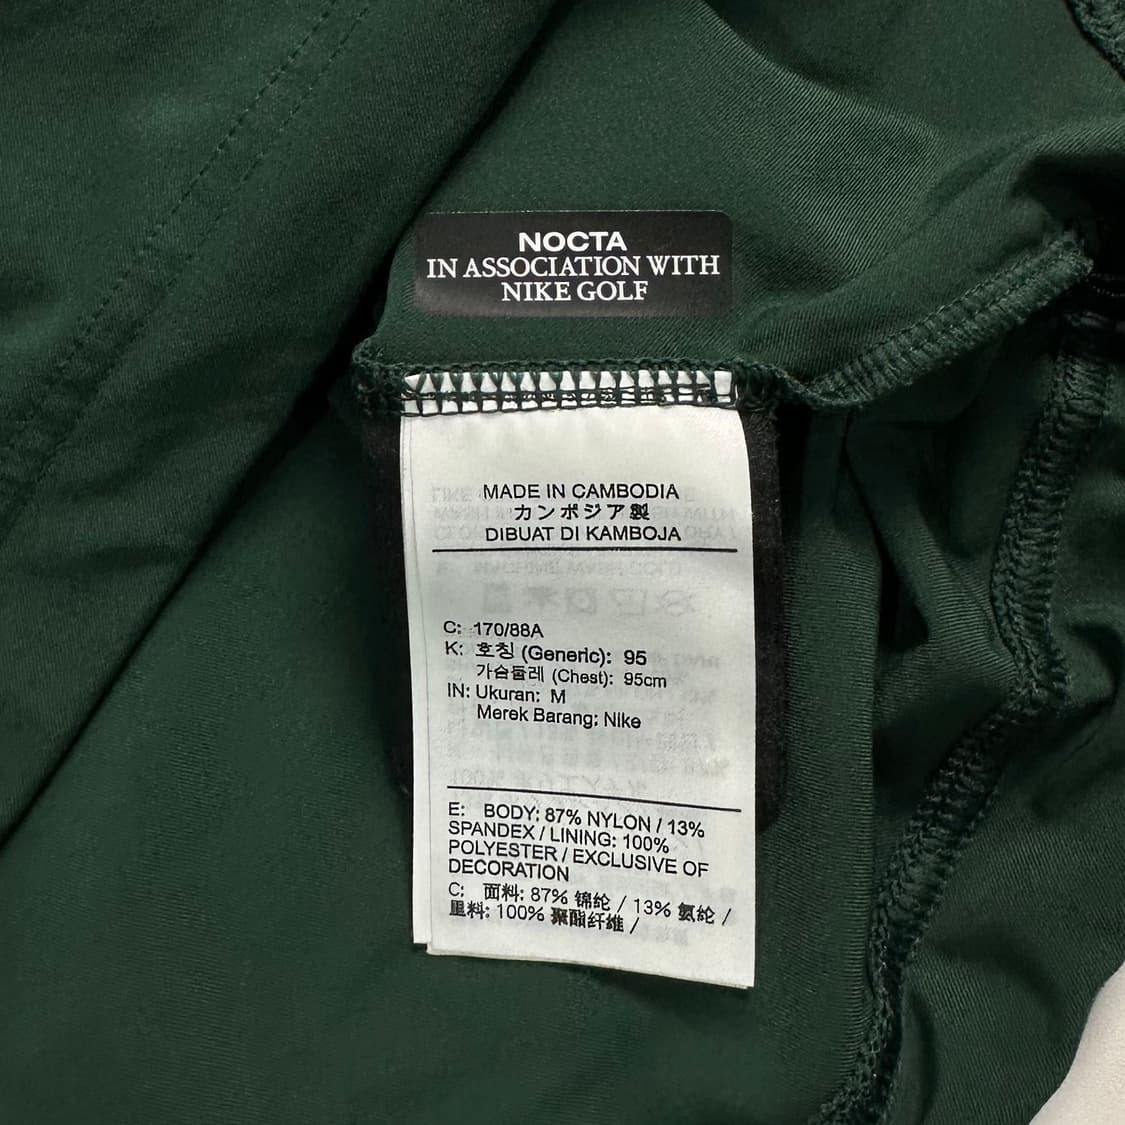 NOCTA
IN ASSOCIATION WITH
NIKE GOLF
MADE IN CAMBODIA
カンボジア製
DIBUAT DI KAMBOJA
C: 170/88A
K: 호칭 (Generic): 95
가슴둘레 (Chest): 95cm
IN: Ukuran: M
Merek Barang: Nike
E: BODY: 87% NYLON / 13%
SPANDEX / LINING: 100%
POLYESTER / EXCLUSIVE OF
DECORATION
C: 面料: 87% 锦纶 / 13% 氨纶 /
里料: 100% 聚酯纤维 /